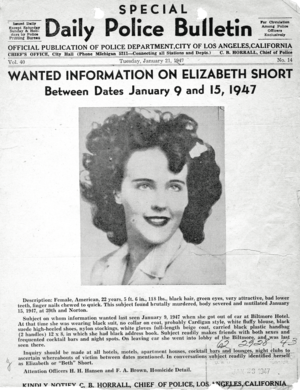 SPECIAL
Daily Police Bulletin
Issued Daily
Except Saturday
Sunday & Holidays by Police
Printing Bureau
For Circulation
Among Police
Officers
Exclusively
OFFICIAL PUBLICATION OF POLICE DEPARTMENT, CITY OF LOS ANGELES, CALIFORNIA
CHIEF'S OFFICE, City Hall (Phone Michigan 5211—Connecting all Stations and Depts.) C. B. HORRALL, Chief of Police
Vol. 40 Tuesday, January 21, 1947 No. 14
WANTED INFORMATION ON ELIZABETH SHORT
Between Dates January 9 and 15, 1947
Description: Female, American, 22 years, 5 ft. 6 in., 118 lbs., black hair, green eyes, very attractive, bad lower
teeth, finger nails chewed to quick. This subject found brutally murdered, body severed and mutilated January
15, 1947, at 39th and Norton.
Subject on whom information wanted last seen January 9, 1947 when she got out of car at Biltmore Hotel.
At that time she was wearing black suit, no collar on coat, probably Cardigan style, white fluffy blouse, black
suede high-heeled shoes, nylon stockings, white gloves full-length beige coat, carried black plastic handbag
(2 handles) 12 x 8, in which she had black address book. Subject readily makes friends with both sexes and
frequented cocktail bars and night spots. On leaving car she went into lobby of the Biltmore, and was last
seen there.
Inquiry should be made at all hotels, motels, apartment houses, cocktail bars and lounges, night clubs to
ascertain whereabouts of victim between dates mentioned. In conversations subject readily identified herself
as Elizabeth or "Beth" Short.
Attention Officers H. H. Hansen and F. A. Brown, Homicide Detail.
KINDLY NOTIFY C. B. HORRALL, CHIEF OF POLICE, LOS ANGELES, CALIFORNIA